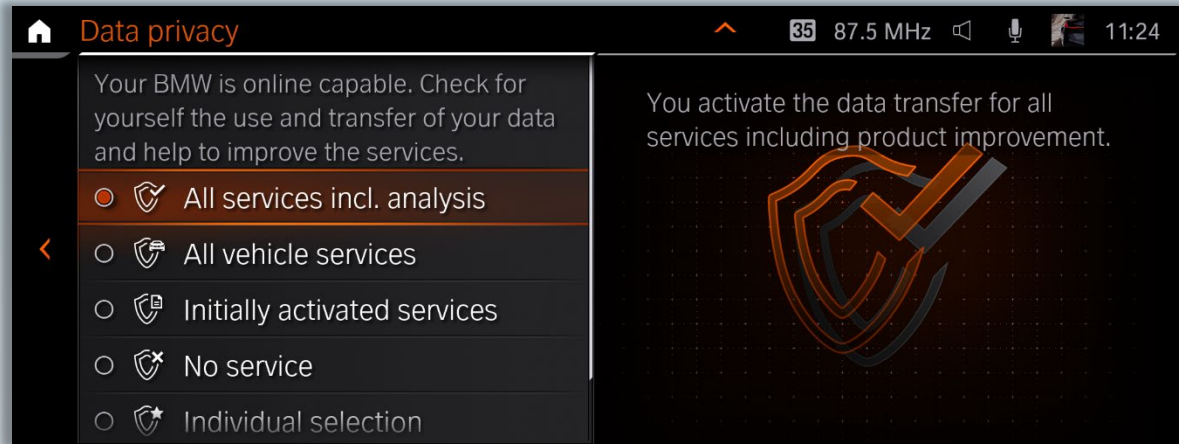 Data privacy
35 87.5 MHz 11:24
Your BMW is online capable. Check for
yourself the use and transfer of your data
and help to improve the services.
All services incl. analysis
All vehicle services
Initially activated services
No service
Individual selection
You activate the data transfer for all
services including product improvement.